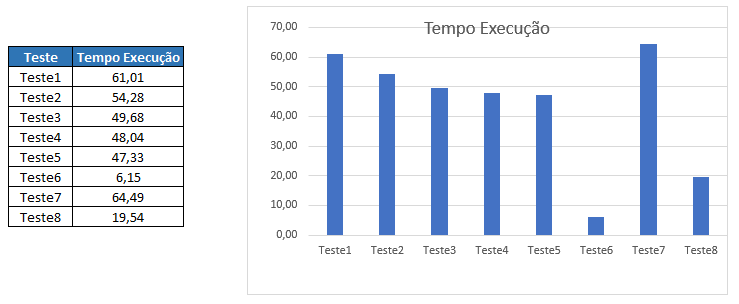 Teste Tempo Execução
Teste1 61,01
Teste2 54,28
Teste3 49,68
Teste4 48,04
Teste5 47,33
Teste6 6,15
Teste7 64,49
Teste8 19,54
Tempo Execução
70,00
60,00
50,00
40,00
30,00
20,00
10,00
0,00
Teste1 Teste2 Teste3 Teste4 Teste5 Teste6 Teste7 Teste8